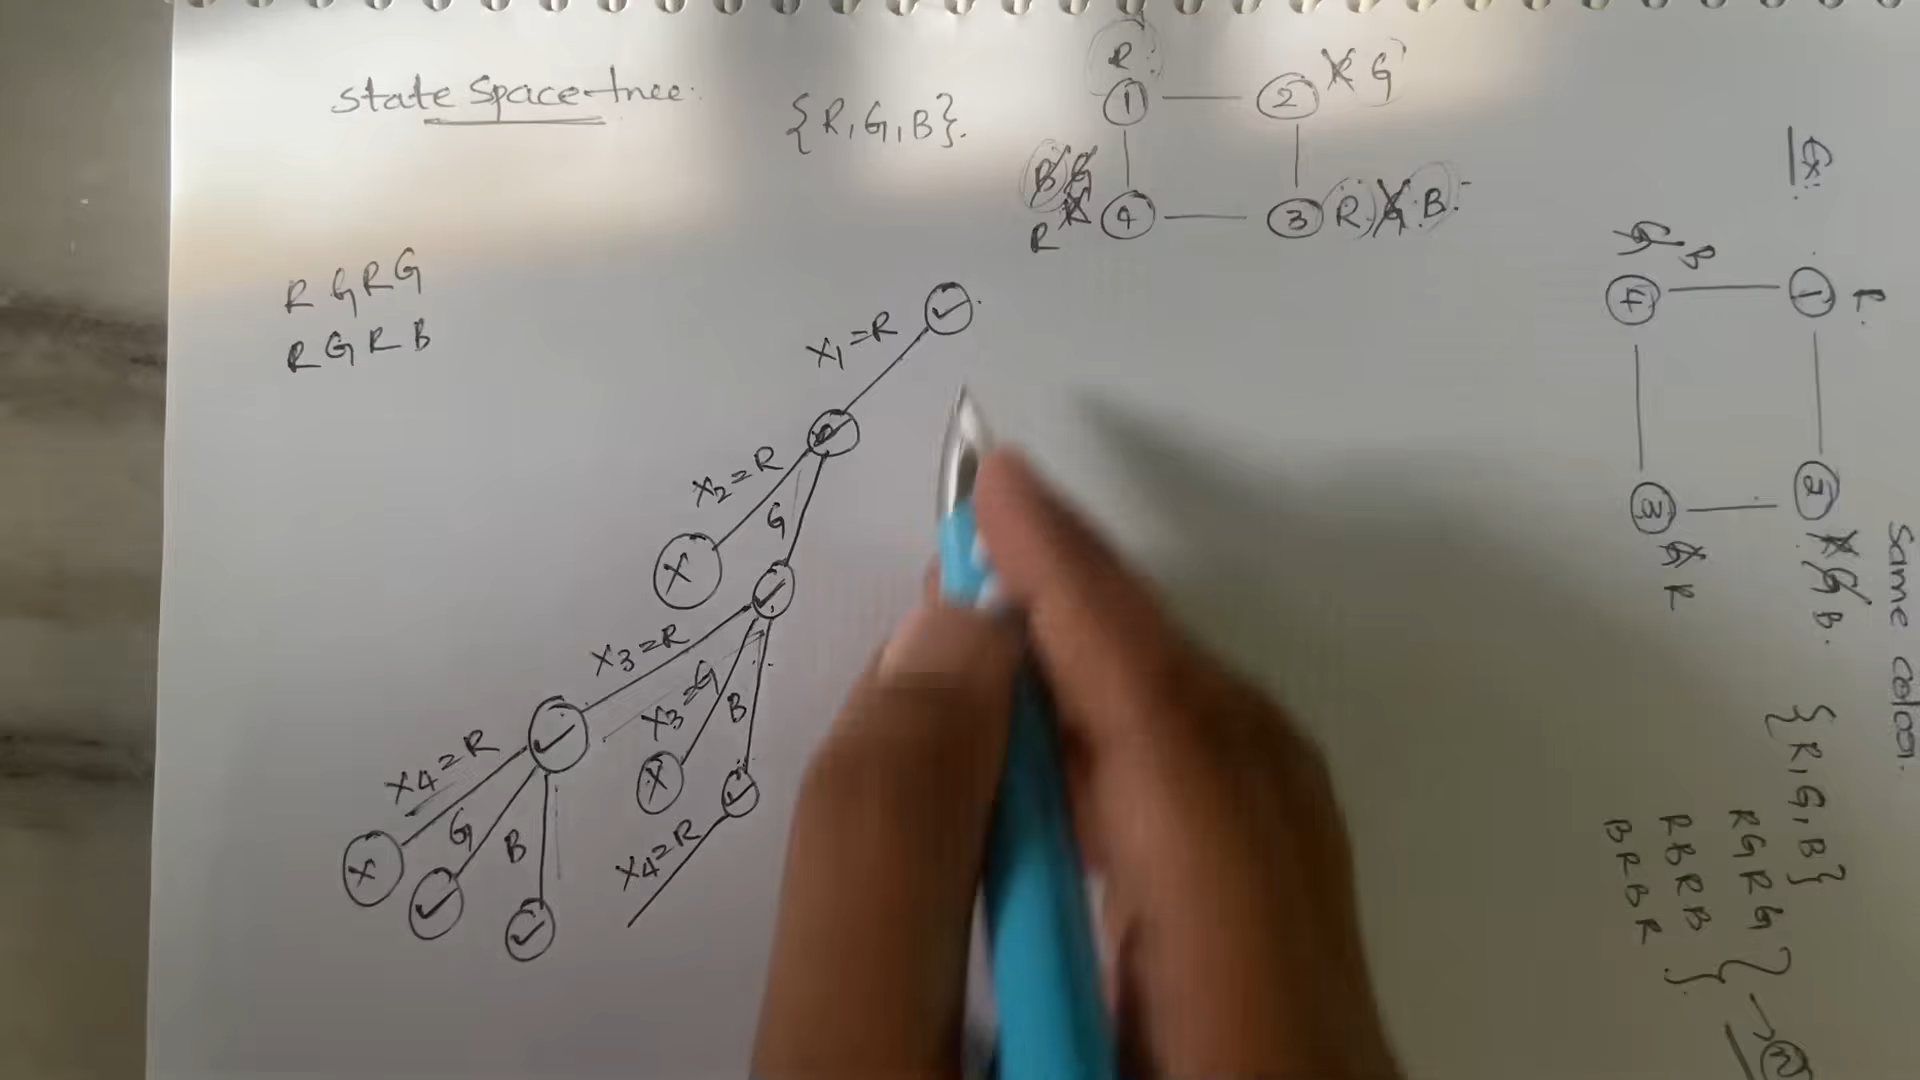 State Space tree:
{R, G, B}.
R
1
2
R G
B G
R
R
4
3
R G B
R G R G
R G R B
X1=R
X2=R
G
X3=R
X3=G
B
X4=R
G
B
X4=R
Ex:
G B
4
1
R.
3
2
G R
R G B.
Same color.
{R, G, B}
R G R G
R B R B
B R B R